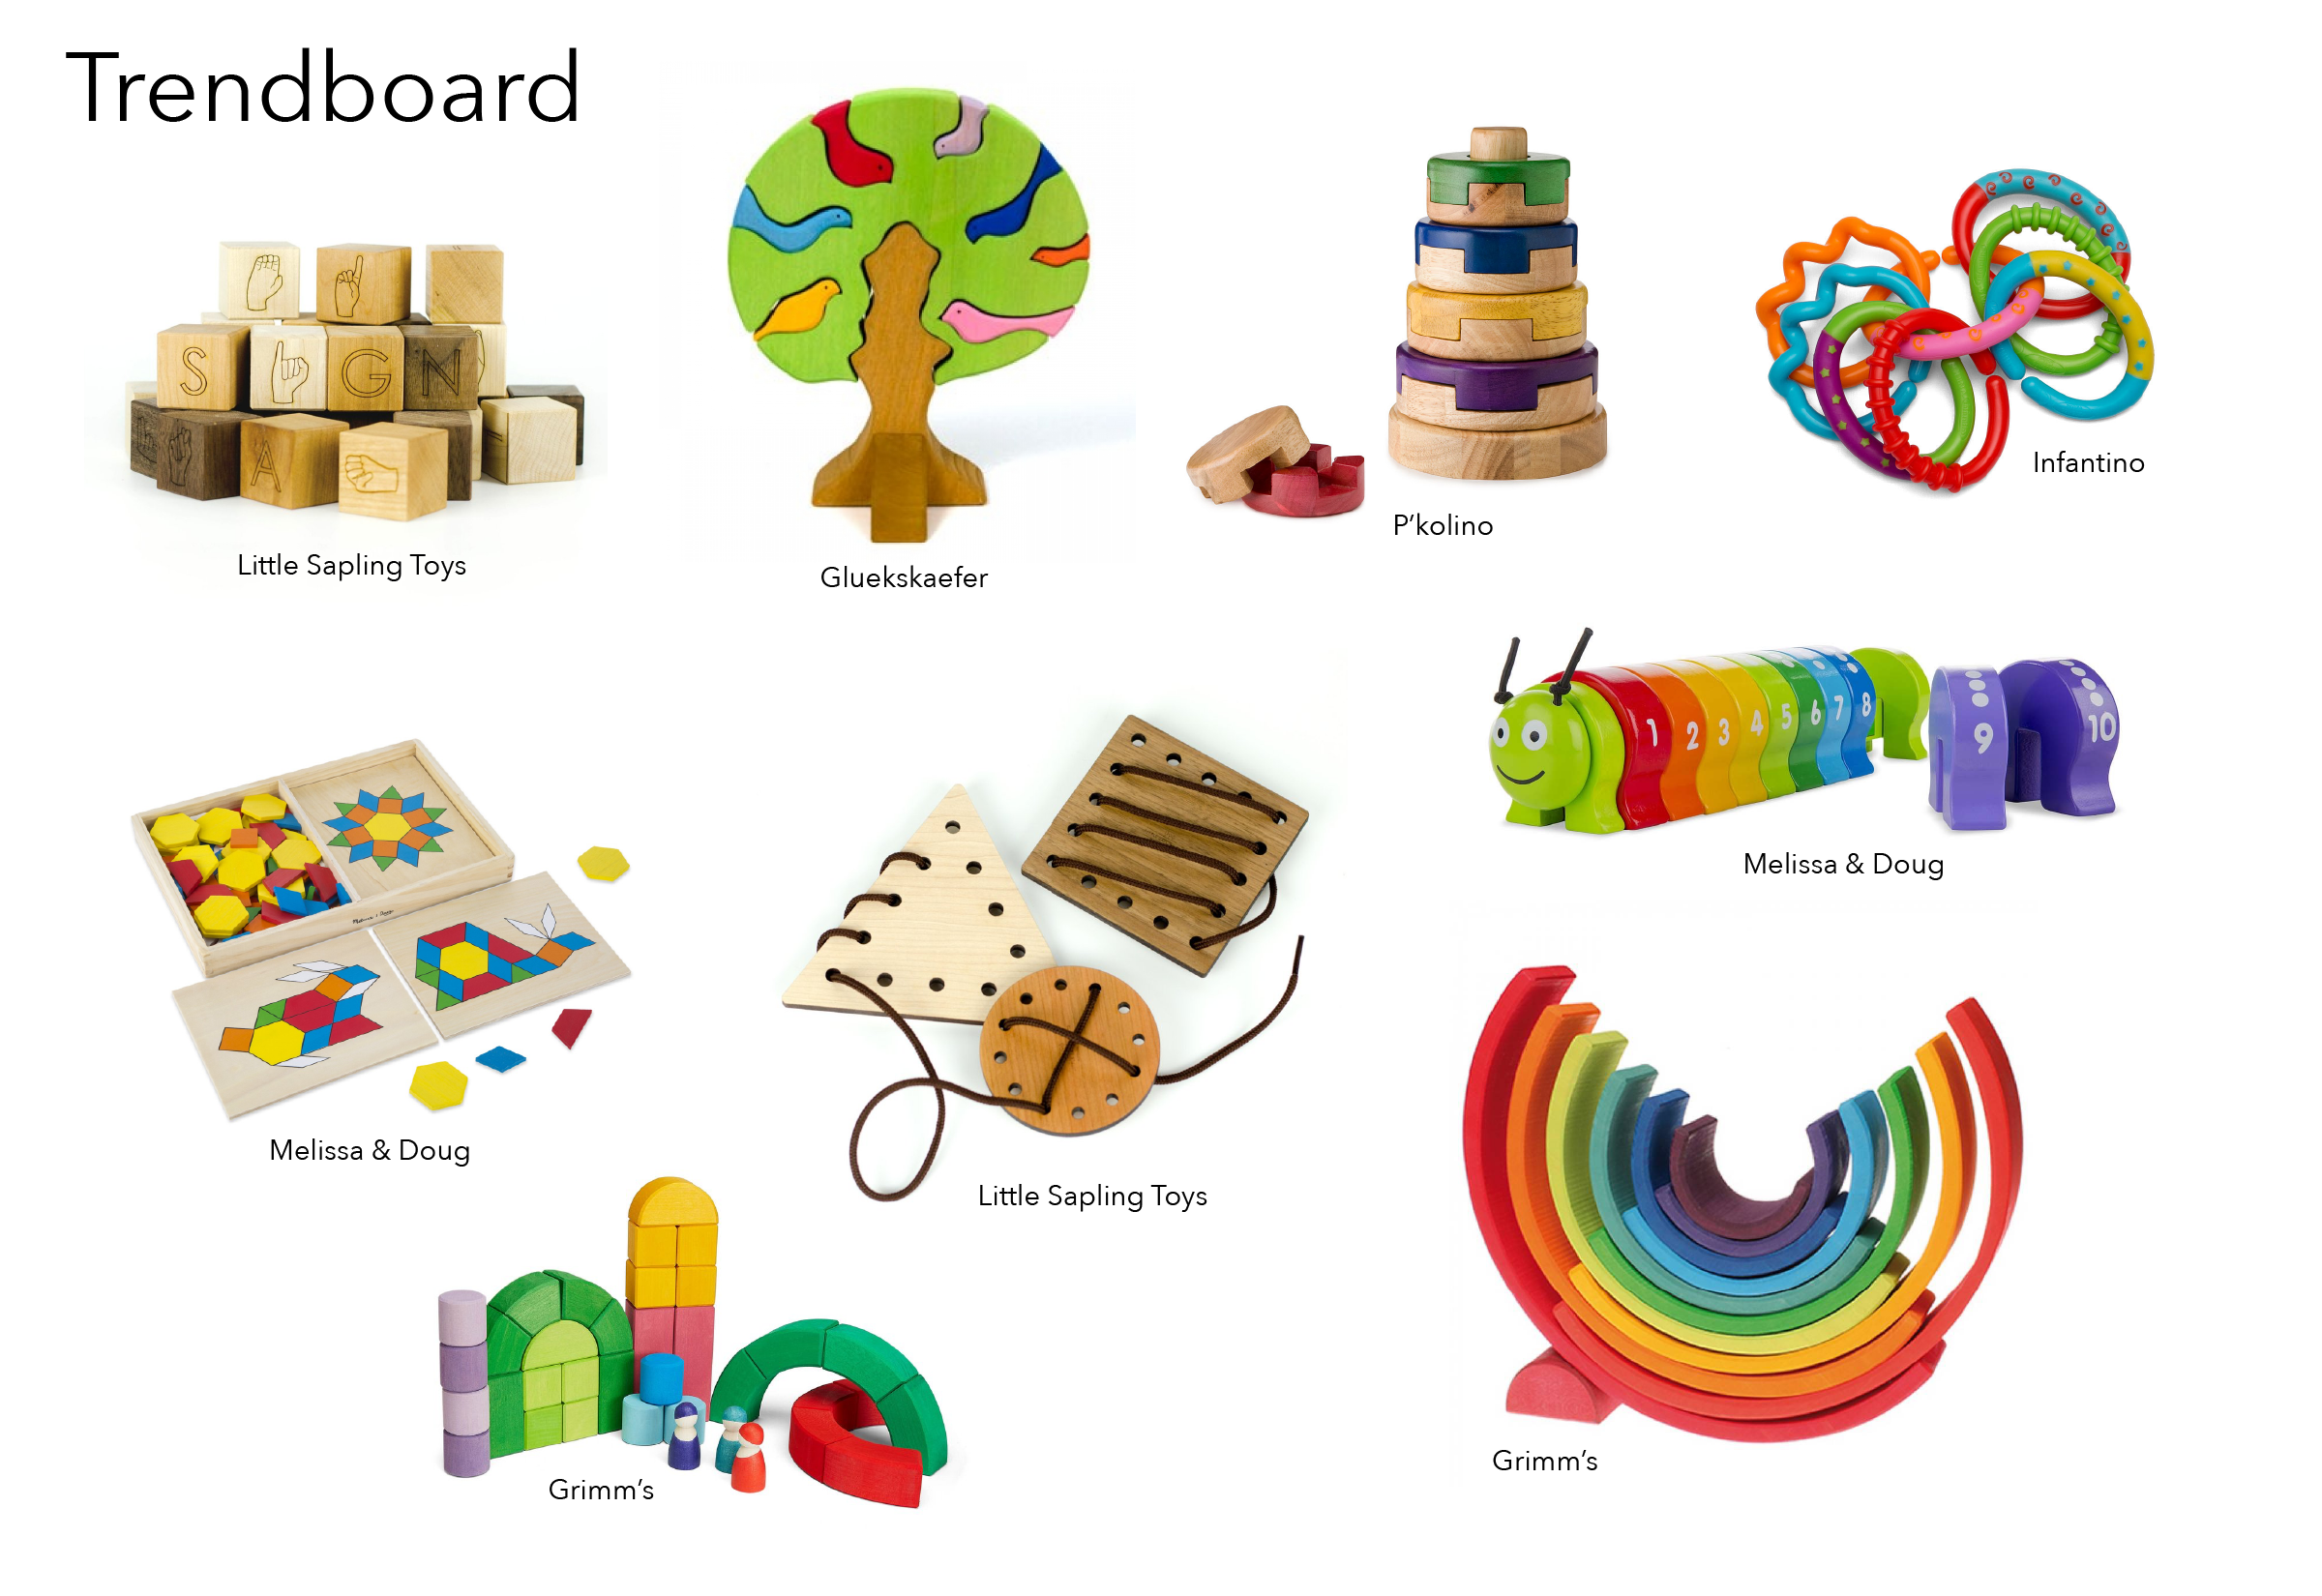 Trendboard
S
G
N
A
Little Sapling Toys
Gluekskaefer
P'kolino
Infantino
1 2 3 4 5 6 7 8 9 10
Melissa & Doug
Melissa & Doug
Little Sapling Toys
Grimm's
Grimm's